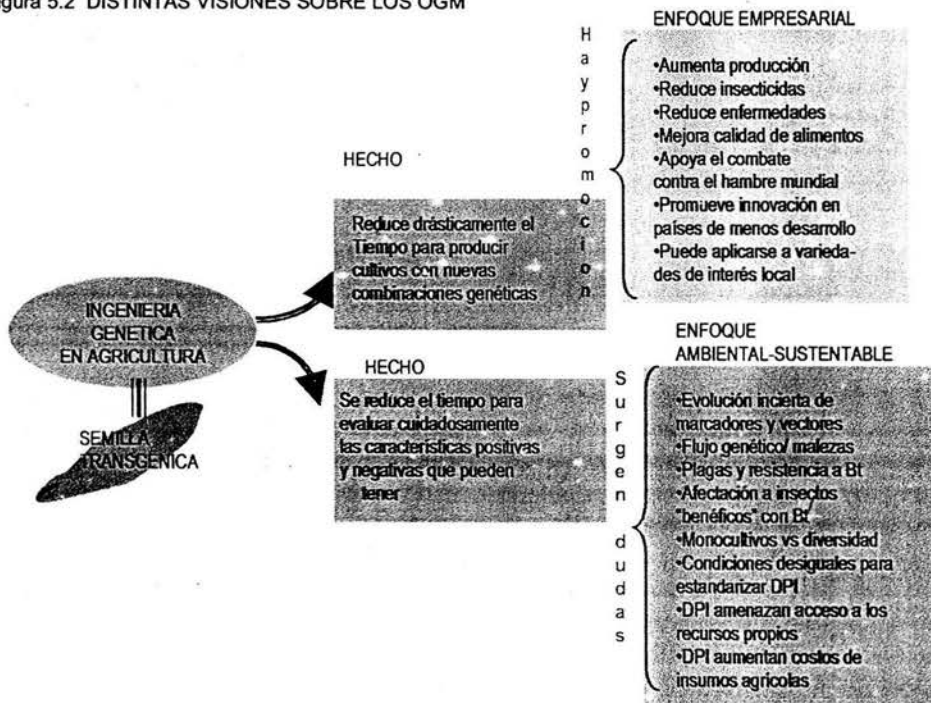 igura 5.2 DISTINTAS VISIONES SOBRE LOS OGM
INGENIERIA
GENETICA
EN AGRICULTURA
SEMILLA
TRANSGENICA
HECHO
Reduce drásticamente el
Tiempo para producir
cultivos con nuevas
combinaciones genéticas
Hay promocion
ENFOQUE EMPRESARIAL
•Aumenta producción
•Reduce insecticidas
•Reduce enfermedades
•Mejora calidad de alimentos
•Apoya el combate
contra el hambre mundial
•Promueve innovación en
países de menos desarrollo
•Puede aplicarse a varieda-
des de interés local
HECHO
Se reduce el tiempo para
evaluar cuidadosamente
las características positivas
y negativas que pueden
tener
Surgen dudas
ENFOQUE
AMBIENTAL-SUSTENTABLE
•Evolución incierta de
marcadores y vectores
•Flujo genético/ malezas
•Plagas y resistencia a Bt
•Afectación a insectos
"benéficos" con Bt
•Monocultivos vs diversidad
•Condiciones desiguales para
estandarizar DPI
•DPI amenazan acceso a los
recursos propios
•DPI aumentan costos de
insumos agrícolas